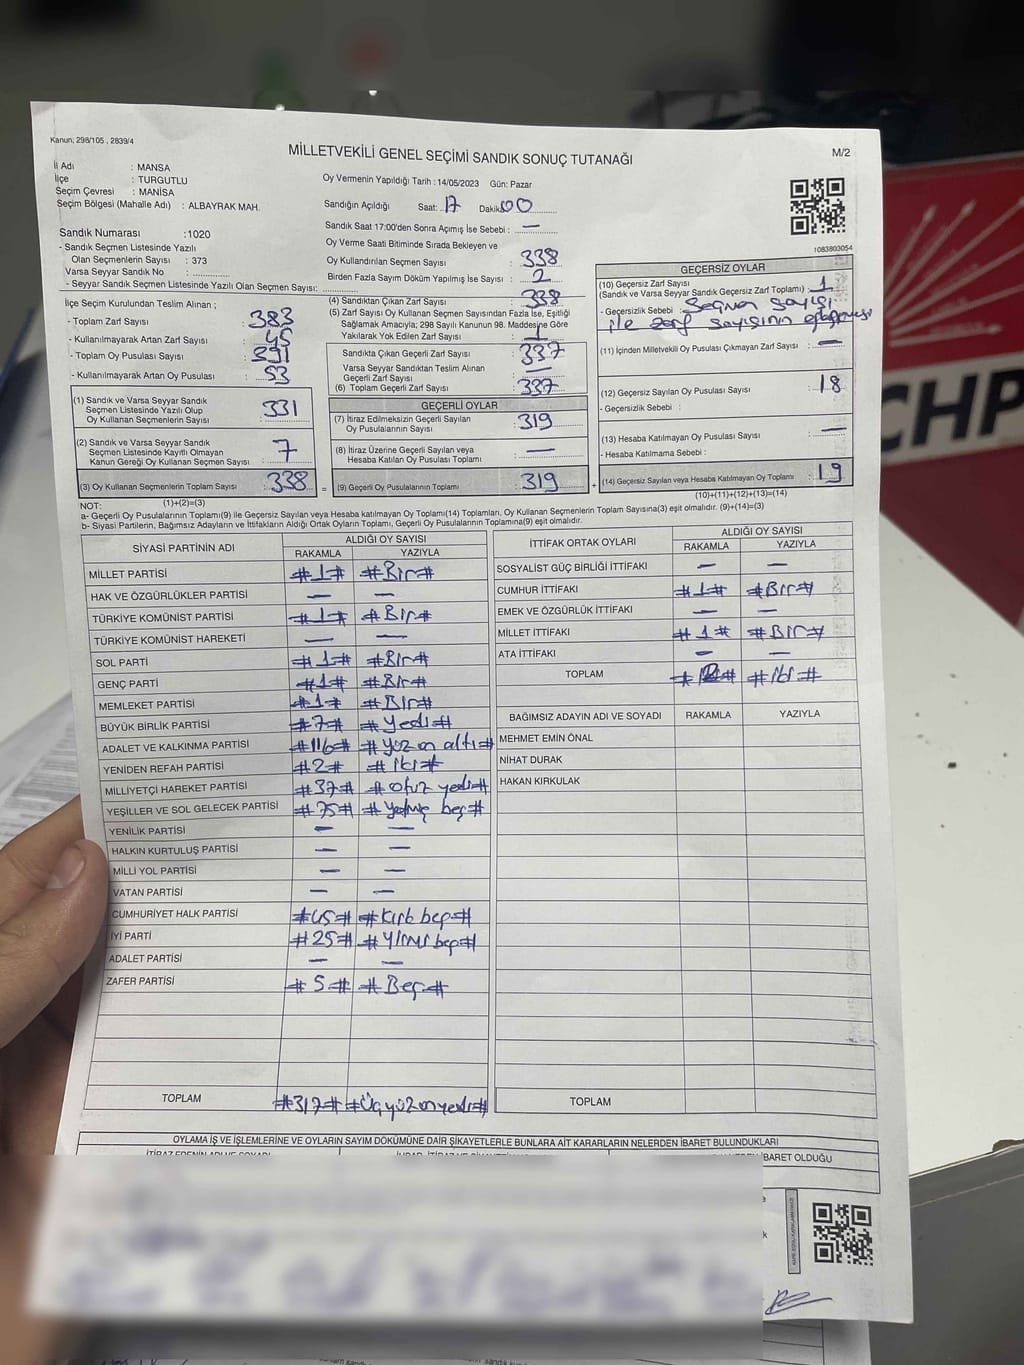 Kanun; 298/105 , 2839/4
MİLLETVEKİLİ GENEL SEÇİMİ SANDIK SONUÇ TUTANAĞI
M/2
İl Adı : MANSA
İlçe : TURGUTLU
Seçim Çevresi : MANİSA
Seçim Bölgesi (Mahalle Adı) : ALBAYRAK MAH.
Sandık Numarası :1020
- Sandık Seçmen Listesinde Yazılı
Olan Seçmenlerin Sayısı : 373
Varsa Seyyar Sandık No : ............
- Seyyar Sandık Seçmen Listesinde Yazılı Olan Seçmen Sayısı:
Oy Vermenin Yapıldığı Tarih : 14/05/2023 Gün: Pazar
Sandığın Açıldığı Saat: 17 Dakika 00
Sandık Saat 17:00'den Sonra Açımış İse Sebebi : —
Oy Verme Saati Bitiminde Sırada Bekleyen ve
Oy Kullandırılan Seçmen Sayısı : 338
Birden Fazla Sayım Döküm Yapılmış İse Sayısı : 2
1083803054
İlçe Seçim Kurulundan Teslim Alınan ;
- Toplam Zarf Sayısı : 383
- Kullanılmayarak Artan Zarf Sayısı : 45
- Toplam Oy Pusulası Sayısı : 391
- Kullanılmayarak Artan Oy Pusulası : 53
(1) Sandık ve Varsa Seyyar Sandık
Seçmen Listesinde Yazılı Olup
Oy Kullanan Seçmenlerin Sayısı : 331
(2) Sandık ve Varsa Seyyar Sandık
Seçmen Listesinde Kayıtlı Olmayan
Kanun Gereği Oy Kullanan Seçmen Sayısı : 7
(3) Oy Kullanan Seçmenlerin Toplam Sayısı : 338
(4) Sandıktan Çıkan Zarf Sayısı : 338
(5) Zarf Sayısı Oy Kullanan Seçmen Sayısından Fazla İse, Eşitliği
Sağlamak Amacıyla; 298 Sayılı Kanunun 98. Maddesine Göre
Yakılarak Yok Edilen Zarf Sayısı : 1
Sandıkta Çıkan Geçerli Zarf Sayısı : 337
Varsa Seyyar Sandıktan Teslim Alınan
Geçerli Zarf Sayısı : —
(6) Toplam Geçerli Zarf Sayısı : 337
GEÇERLİ OYLAR
(7) İtiraz Edilmeksizin Geçerli Sayılan
Oy Pusulalarının Sayısı : 319
(8) İtiraz Üzerine Geçerli Sayılan veya
Hesaba Katılan Oy Pusulası Toplamı : —
= (9) Geçerli Oy Pusulalarının Toplamı : 319 +
GEÇERSİZ OYLAR
(10) Geçersiz Zarf Sayısı
(Sandık ve Varsa Seyyar Sandık Geçersiz Zarf Toplamı) : 1
- Geçersizlik Sebebi : Seçmen sayısı
ile zarf sayısının
(11) İçinden Milletvekili Oy Pusulası Çıkmayan Zarf Sayısı : —
(12) Geçersiz Sayılan Oy Pusulası Sayısı : 18
- Geçersizlik Sebebi :
(13) Hesaba Katılmayan Oy Pusulası Sayısı : —
- Hesaba Katılmama Sebebi :
(14) Geçersiz Sayılan veya Hesaba Katılmayan Oy Toplamı : 19
NOT: (1)+(2)=(3)
(10)+(11)+(12)+(13)=(14)
a- Geçerli Oy Pusulalarının Toplamı(9) ile Geçersiz Sayılan veya Hesaba Katılmayan Oy Toplamı(14) Toplamları, Oy Kullanan Seçmenlerin Toplam Sayısına(3) eşit olmalıdır. (9)+(14)=(3)
b- Siyasi Partilerin, Bağımsız Adayların ve İttifakların Aldığı Ortak Oyların Toplamı, Geçerli Oy Pusulalarının Toplamına(9) eşit olmalıdır.
SİYASİ PARTİNİN ADI ALDIĞI OY SAYISI
RAKAMLA YAZIYLA
MİLLET PARTİSİ #1# #Bir#
HAK VE ÖZGÜRLÜKLER PARTİSİ — —
TÜRKİYE KOMÜNİST PARTİSİ #1# #Bir#
TÜRKİYE KOMÜNİST HAREKETİ — —
SOL PARTİ #1# #Bir#
GENÇ PARTİ #1# #Bir#
MEMLEKET PARTİSİ #1# #Bir#
BÜYÜK BİRLİK PARTİSİ #7# #Yedi#
ADALET VE KALKINMA PARTİSİ #116# #Yüz on altı#
YENİDEN REFAH PARTİSİ #2# #iki#
MİLLİYETÇİ HAREKET PARTİSİ #37# #otuz yedi#
YEŞİLLER VE SOL GELECEK PARTİSİ #75# #yetmiş beş#
YENİLİK PARTİSİ — —
HALKIN KURTULUŞ PARTİSİ — —
MİLLİ YOL PARTİSİ — —
VATAN PARTİSİ — —
CUMHURİYET HALK PARTİSİ #45# #Kırk beş#
İYİ PARTİ #25# #Yirmi beş#
ADALET PARTİSİ — —
ZAFER PARTİSİ #5# #Beş#
TOPLAM #317# #Üçyüz onyedi#
İTTİFAK ORTAK OYLARI ALDIĞI OY SAYISI
RAKAMLA YAZIYLA
SOSYALİST GÜÇ BİRLİĞİ İTTİFAKI — —
CUMHUR İTTİFAKI #1# #Bir#
EMEK VE ÖZGÜRLÜK İTTİFAKI — —
MİLLET İTTİFAKI #1# #Bir#
ATA İTTİFAKI — —
TOPLAM #2# #iki#
BAĞIMSIZ ADAYIN ADI VE SOYADI RAKAMLA YAZIYLA
MEHMET EMİN ÖNAL
NİHAT DURAK
HAKAN KIRKULAK
TOPLAM
OYLAMA İŞ VE İŞLEMLERİNE VE OYLARIN SAYIM DÖKÜMÜNE DAİR ŞİKAYETLERLE BUNLARA AİT KARARLARIN NELERDEN İBARET BULUNDUKLARI
İBARET OLDUĞU
CHP